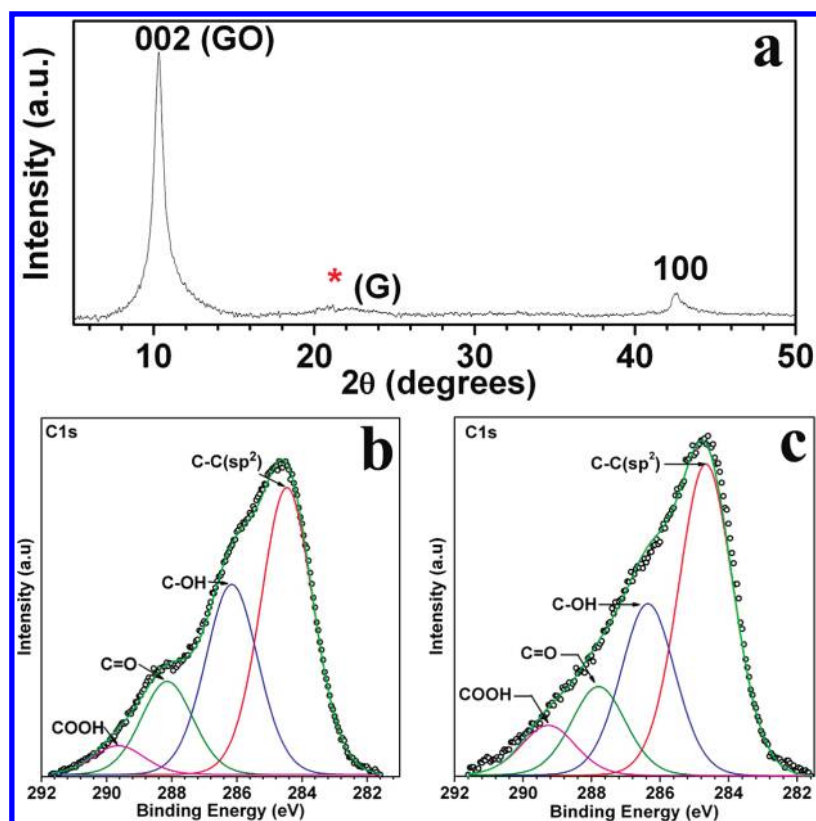 002 (GO)
a
Intensity (a.u.)
* (G)
100
10 20 30 40 50
2θ (degrees)
C1s
b
C-C(sp²)
C-OH
C=O
COOH
Intensity (a.u)
292 290 288 286 284 282
Binding Energy (eV)
C1s
c
C-C(sp²)
C-OH
C=O
COOH
Intensity (a.u)
292 290 288 286 284 282
Binding Energy (eV)